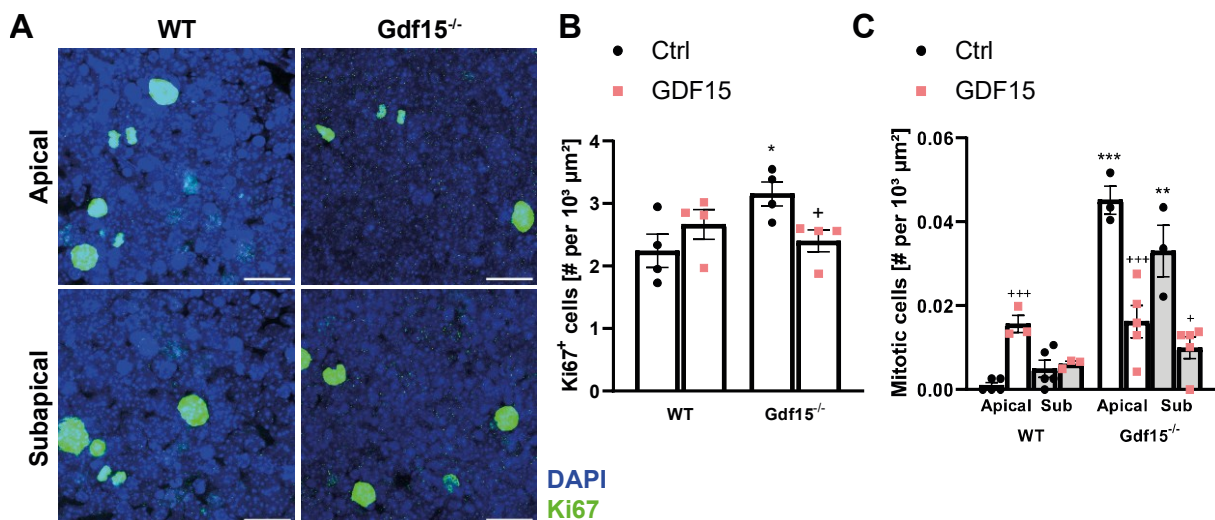 A
WT
Gdf15⁻/⁻
Apical
Subapical
DAPI
Ki67
B
Ctrl
GDF15
Ki67⁺ cells [# per 10³ µm²]
4
3
2
1
0
*
+
WT
Gdf15⁻/⁻
C
Ctrl
GDF15
Mitotic cells [# per 10³ µm²]
0.06
0.04
0.02
0.00
+++
***
+++
**
+
Apical Sub Apical Sub
WT Gdf15⁻/⁻